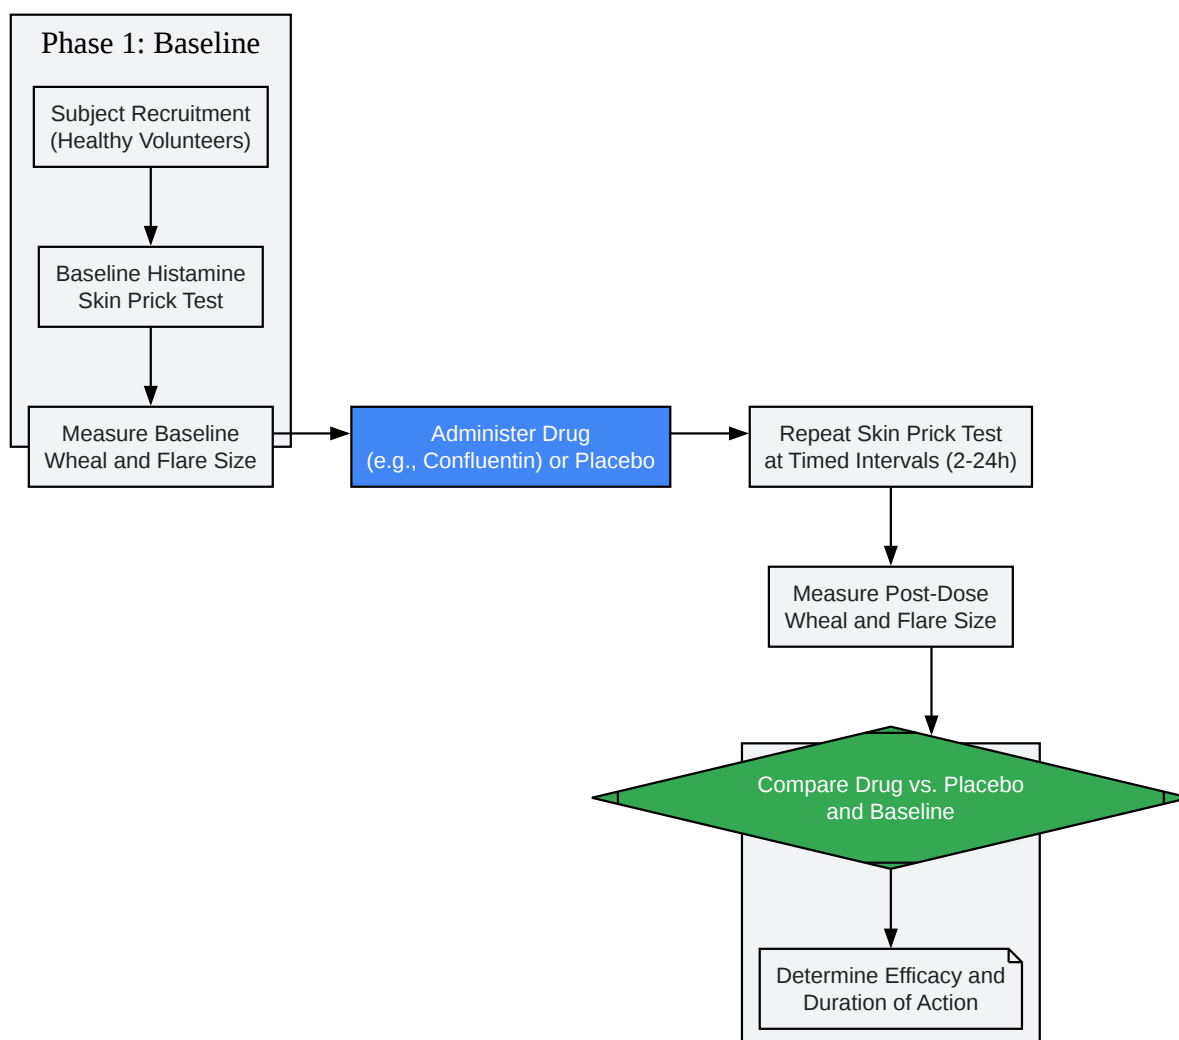 Phase 1: Baseline
Subject Recruitment
(Healthy Volunteers)
Baseline Histamine
Skin Prick Test
Measure Baseline
Wheal and Flare Size
Administer Drug
(e.g., Confluentin) or Placebo
Repeat Skin Prick Test
at Timed Intervals (2-24h)
Measure Post-Dose
Wheal and Flare Size
Compare Drug vs. Placebo
and Baseline
Determine Efficacy and
Duration of Action